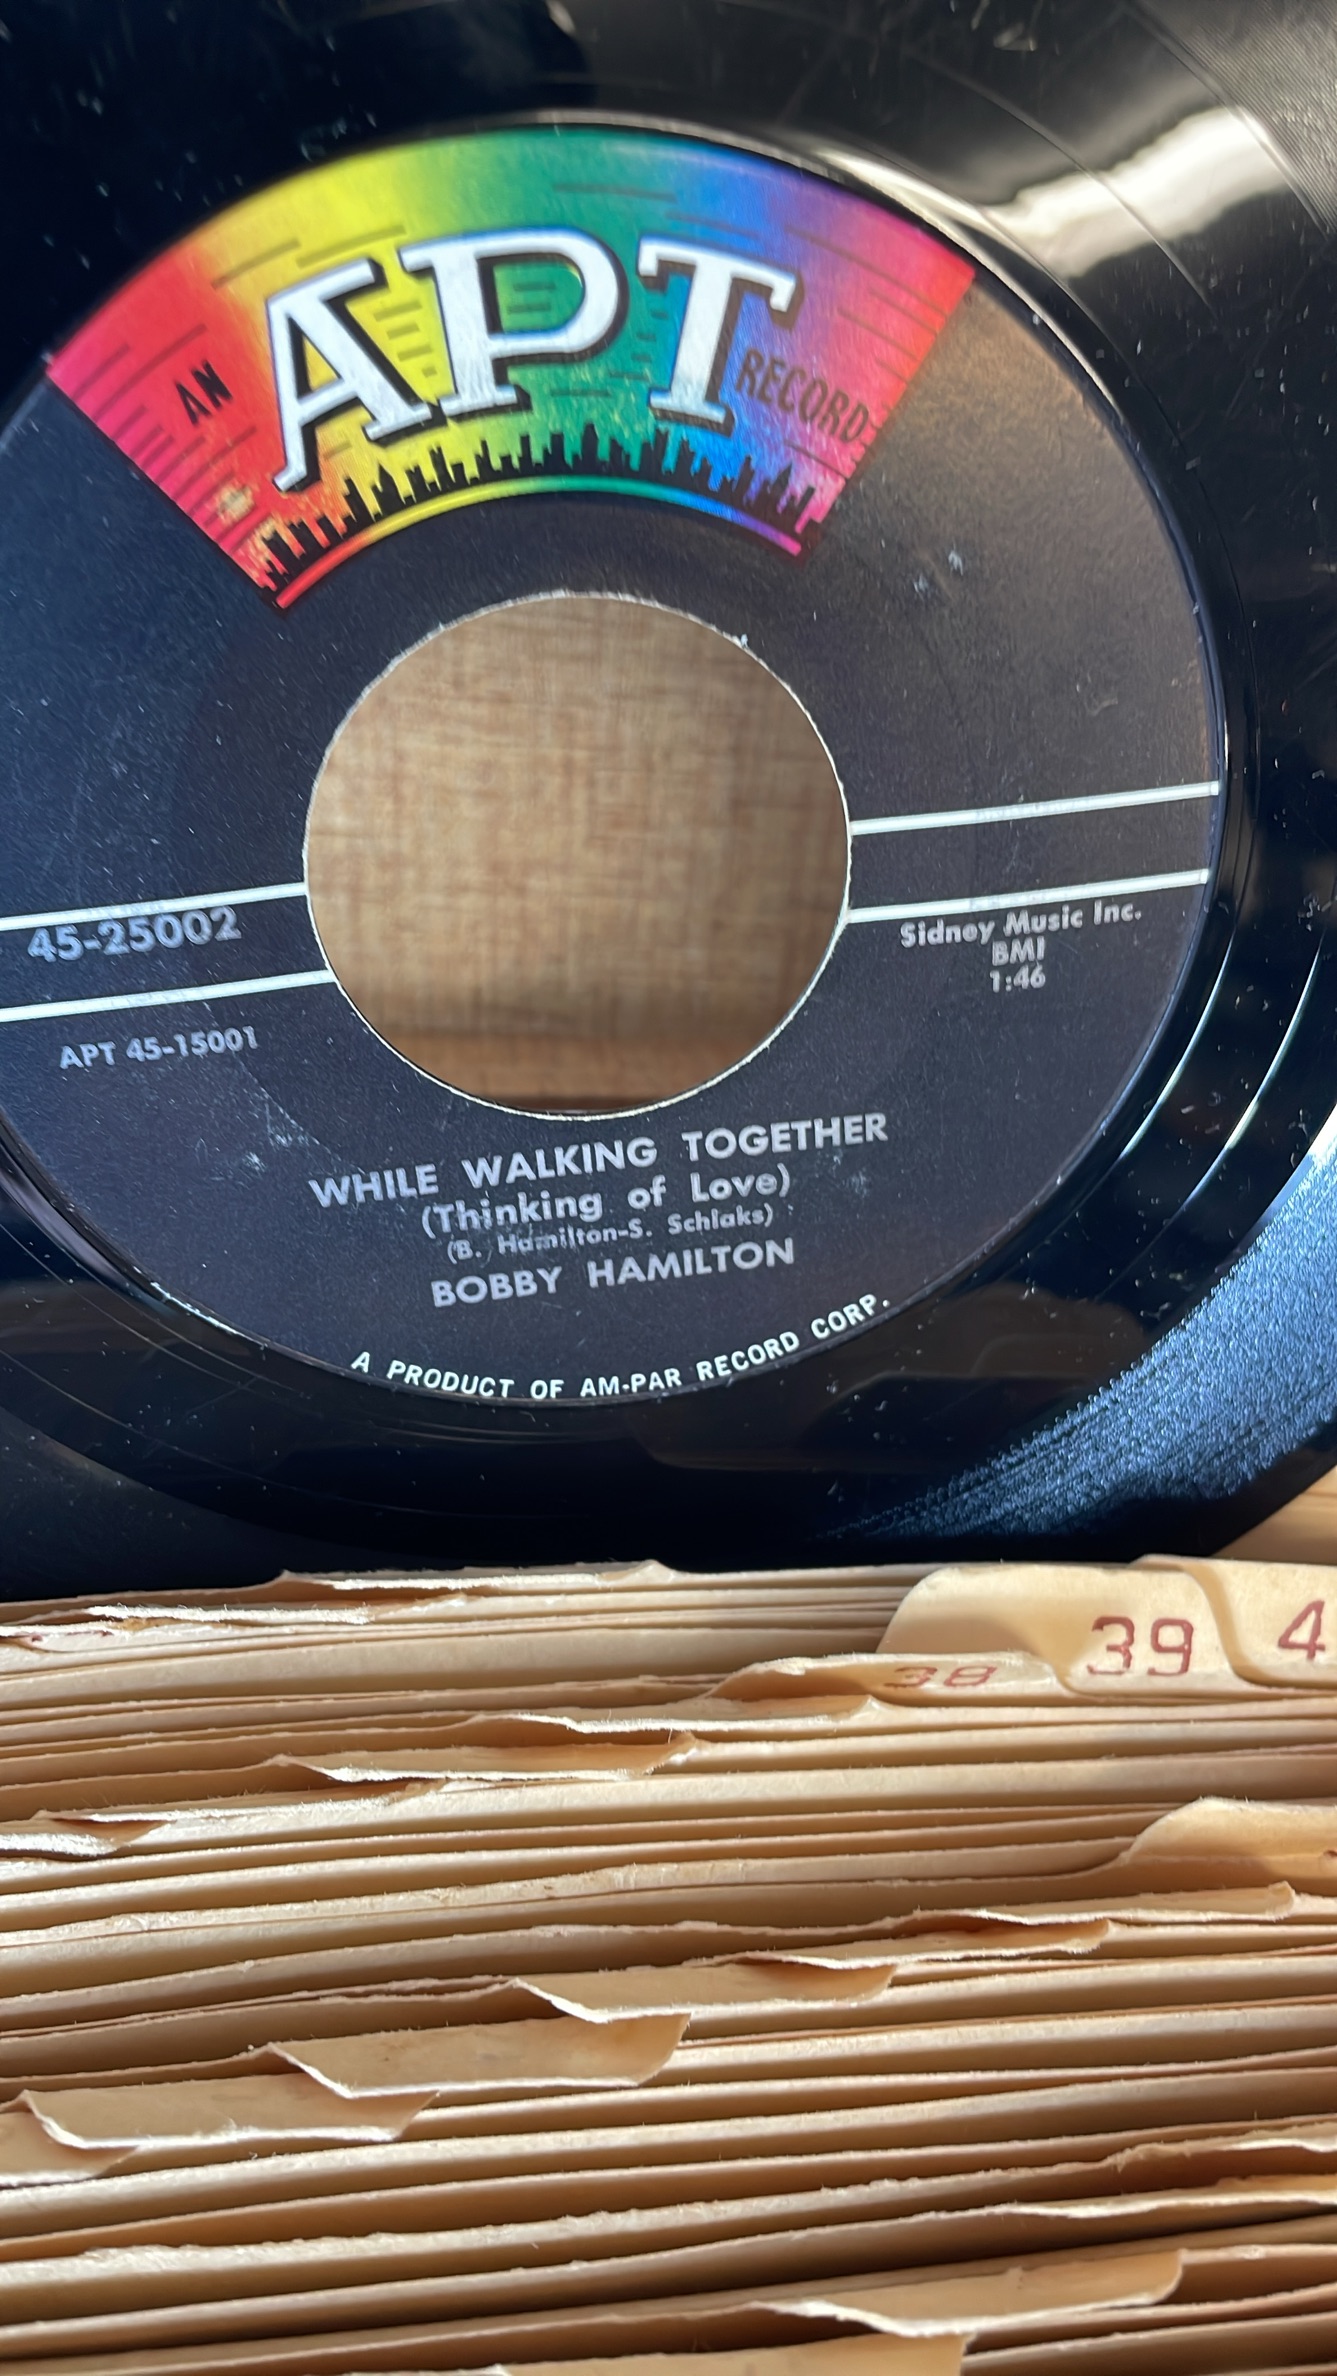 AN APT RECORD
45-25002
APT 45-15001
Sidney Music Inc.
BMI
1:46
WHILE WALKING TOGETHER
(Thinking of Love)
(B. Hamilton-S. Schlaks)
BOBBY HAMILTON
A PRODUCT OF AM-PAR RECORD CORP.
38
39
4